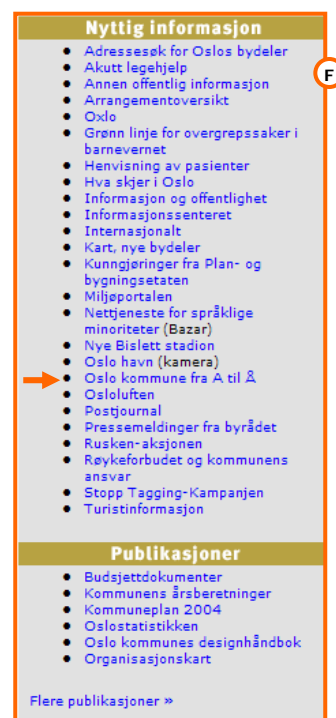 Nyttig informasjon
Adressesøk for Oslos bydeler
Akutt legehjelp
Annen offentlig informasjon
F
Arrangementoversikt
Oxlo
Grønn linje for overgrepssaker i
barnevernet
Henvisning av pasienter
Hva skjer i Oslo
Informasjon og offentlighet
Informasjonssenteret
Internasjonalt
Kart, nye bydeler
Kunngjøringer fra Plan- og
bygningsetaten
Miljøportalen
Nettjeneste for språklige
minoriteter (Bazar)
Nye Bislett stadion
Oslo havn (kamera)
Oslo kommune fra A til Å
Osloluften
Postjournal
Pressemeldinger fra byrådet
Rusken-aksjonen
Røykeforbudet og kommunens
ansvar
Stopp Tagging-Kampanjen
Turistinformasjon
Publikasjoner
Budsjettdokumenter
Kommunens årsberetninger
Kommuneplan 2004
Oslostatistikken
Oslo kommunes designhåndbok
Organisasjonskart
Flere publikasjoner »